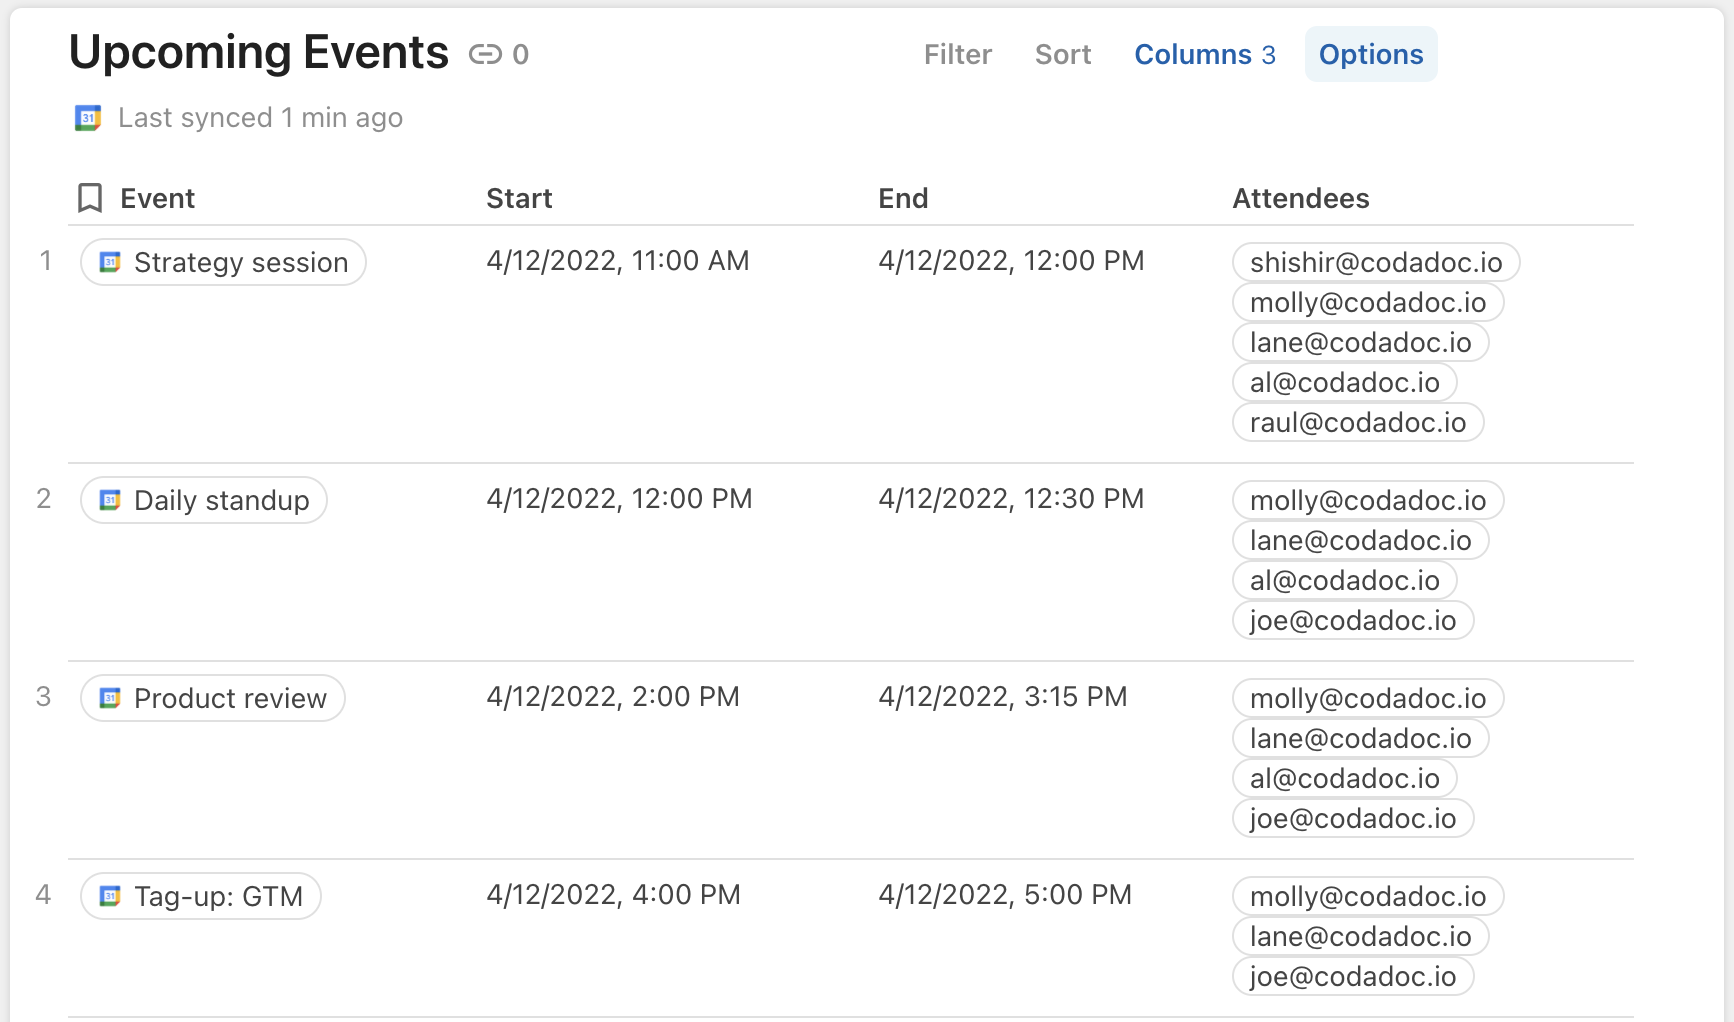 Upcoming Events 0 Filter Sort Columns 3 Options
31 Last synced 1 min ago
Event Start End Attendees
1 31 Strategy session 4/12/2022, 11:00 AM 4/12/2022, 12:00 PM shishir@codadoc.io
molly@codadoc.io
lane@codadoc.io
al@codadoc.io
raul@codadoc.io
2 31 Daily standup 4/12/2022, 12:00 PM 4/12/2022, 12:30 PM molly@codadoc.io
lane@codadoc.io
al@codadoc.io
joe@codadoc.io
3 31 Product review 4/12/2022, 2:00 PM 4/12/2022, 3:15 PM molly@codadoc.io
lane@codadoc.io
al@codadoc.io
joe@codadoc.io
4 31 Tag-up: GTM 4/12/2022, 4:00 PM 4/12/2022, 5:00 PM molly@codadoc.io
lane@codadoc.io
joe@codadoc.io